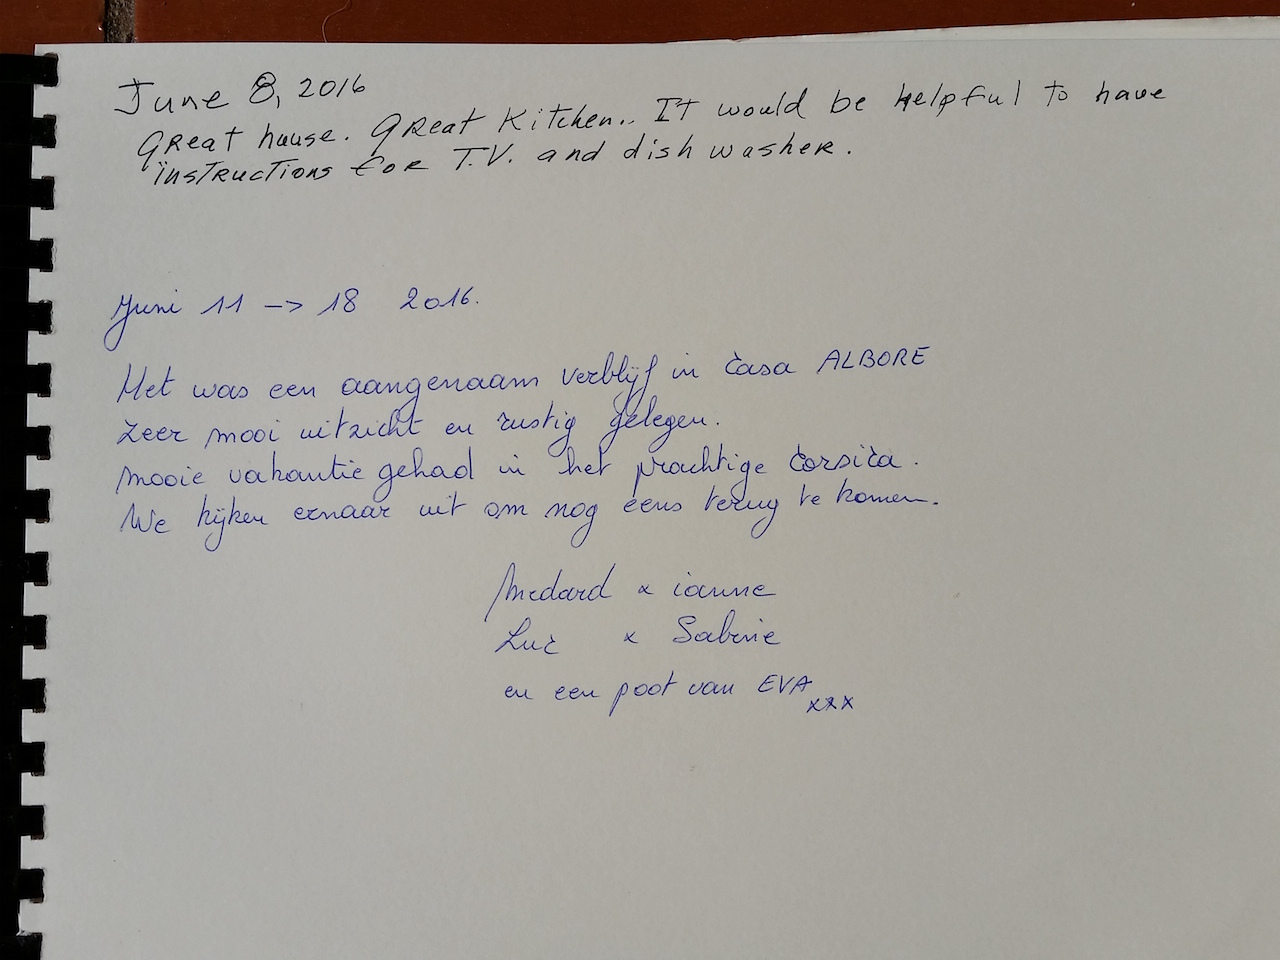 June 8, 2016
Great house. Great Kitchen.. It would be helpful to have
instructions for T.V. and dish washer.
Juni 11 -> 18 2016.
Het was een aangenaam verblijf in Casa ALBORE
Zeer mooi uitzicht en rustig gelegen.
Mooie vakantie gehad in het prachtige Corsica.
We kijken ernaar uit om nog eens terug te komen.
Medard x
Luc x Sabine
en een poot van EVA
xxx